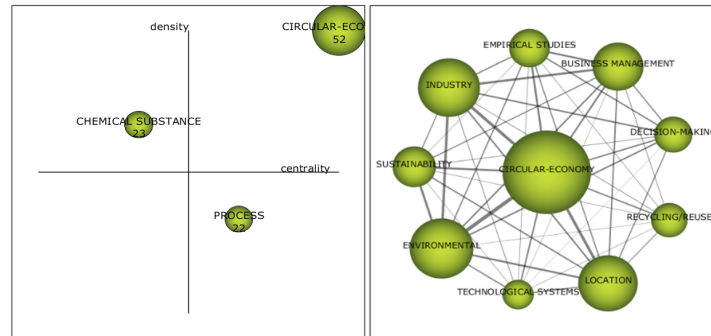 density
CIRCULAR-ECO
52
CHEMICAL SUBSTANCE
23
centrality
PROCESS
22
EMPIRICAL STUDIES
BUSINESS MANAGEMENT
INDUSTRY
DECISION-MAKING
SUSTAINABILITY
CIRCULAR-ECONOMY
RECYCLING/REUSE
ENVIRONMENTAL
LOCATION
TECHNOLOGICAL-SYSTEMS